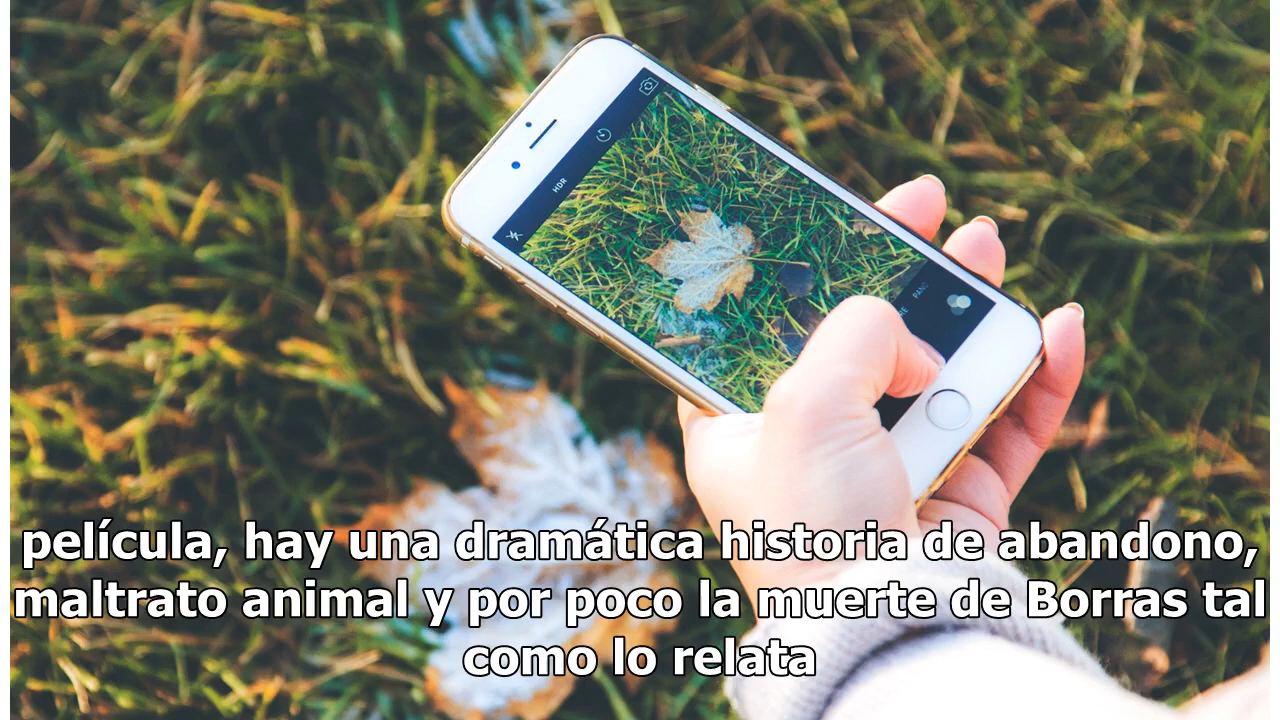 HDR
película, hay una dramática historia de abandono,
maltrato animal y por poco la muerte de Borras tal
como lo relata